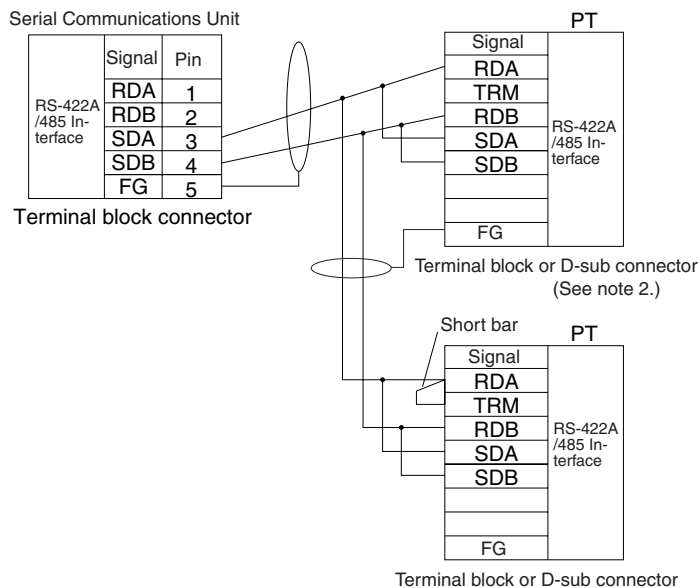 Serial Communications Unit
RS-422A
/485 In-
terface
Signal Pin
RDA 1
RDB 2
SDA 3
SDB 4
FG 5
Terminal block connector
PT
Signal
RDA
TRM
RDB
SDA
SDB
FG
RS-422A
/485 In-
terface
Terminal block or D-sub connector
(See note 2.)
Short bar
PT
Signal
RDA
TRM
RDB
SDA
SDB
FG
RS-422A
/485 In-
terface
Terminal block or D-sub connector